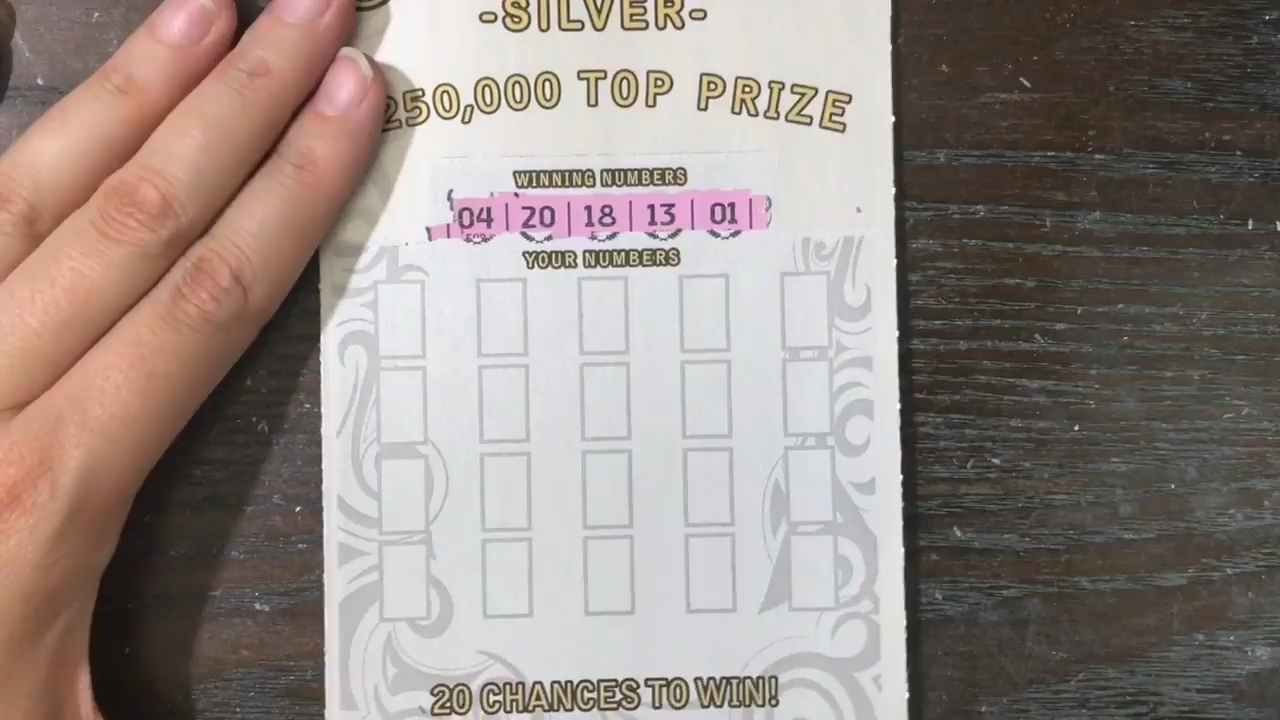 -SILVER-
250,000 TOP PRIZE
WINNING NUMBERS
04 | 20 | 18 | 13 | 01 |
YOUR NUMBERS
20 CHANCES TO WIN!